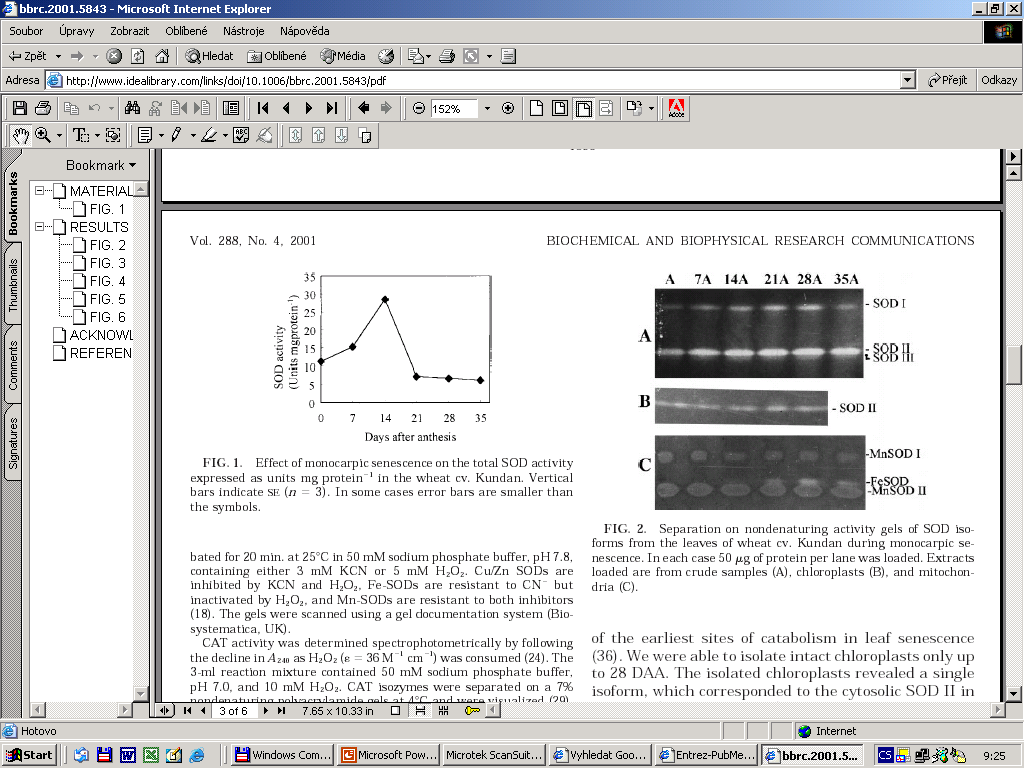 bbrc.2001.5843 - Microsoft Internet Explorer
Soubor Úpravy Zobrazit Oblíbené Nástroje Nápověda
Zpět Hledat Oblíbené Média
Adresa http://www.idealibrary.com/links/doi/10.1006/bbrc.2001.5843/pdf Přejít Odkazy
152% Adobe
Bookmark
Bookmarks
Thumbnails
Comments
Signatures
MATERIAL
FIG. 1
RESULTS
FIG. 2
FIG. 3
FIG. 4
FIG. 5
FIG. 6
ACKNOWL
REFEREN
Vol. 288, No. 4, 2001 BIOCHEMICAL AND BIOPHYSICAL RESEARCH COMMUNICATIONS
SOD activity
(Units mgprotein⁻¹)
35
30
25
20
15
10
5
0
0 7 14 21 28 35
Days after anthesis
FIG. 1. Effect of monocarpic senescence on the total SOD activity
expressed as units mg protein⁻¹ in the wheat cv. Kundan. Vertical
bars indicate SE (n = 3). In some cases error bars are smaller than
the symbols.
bated for 20 min. at 25°C in 50 mM sodium phosphate buffer, pH 7.8,
containing either 3 mM KCN or 5 mM H₂O₂. Cu/Zn SODs are
inhibited by KCN and H₂O₂, Fe-SODs are resistant to CN⁻ but
inactivated by H₂O₂, and Mn-SODs are resistant to both inhibitors
(18). The gels were scanned using a gel documentation system (Bio-
systematica, UK).
CAT activity was determined spectrophotometrically by following
the decline in A₂₄₀ as H₂O₂ (ε = 36 M⁻¹ cm⁻¹) was consumed (24). The
3-ml reaction mixture contained 50 mM sodium phosphate buffer,
pH 7.0, and 10 mM H₂O₂. CAT isozymes were separated on a 7%
nondenaturing polyacrylamide gels at 4°C and were visualized (29).
A 7A 14A 21A 28A 35A
A
- SOD I
- SOD II
SOD III
B
- SOD II
C
-MnSOD I
-FeSOD
-MnSOD II
FIG. 2. Separation on nondenaturing activity gels of SOD iso-
forms from the leaves of wheat cv. Kundan during monocarpic se-
nescence. In each case 50 μg of protein per lane was loaded. Extracts
loaded are from crude samples (A), chloroplasts (B), and mitochon-
dria (C).
of the earliest sites of catabolism in leaf senescence
(36). We were able to isolate intact chloroplasts only up
to 28 DAA. The isolated chloroplasts revealed a single
isoform, which corresponded to the cytosolic SOD II in
3 of 6 7.65 x 10.33 in
Hotovo Internet
Start Windows Com... Microsoft Pow... Microtek ScanSuit... Vyhledat Goo... Entrez-PubMe... bbrc.2001.5... CS 9:25